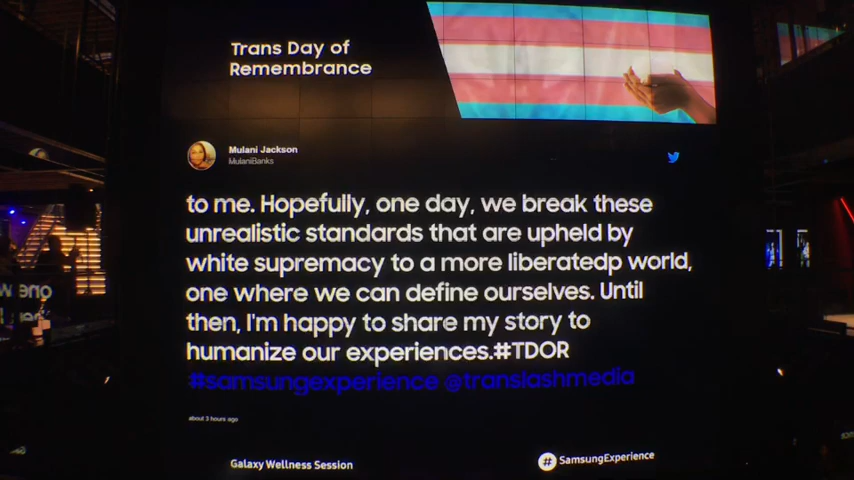 Trans Day of
Remembrance
Mulani Jackson
MulaniBanks
to me. Hopefully, one day, we break these
unrealistic standards that are upheld by
white supremacy to a more liberatedp world,
one where we can define ourselves. Until
then, I'm happy to share my story to
humanize our experiences.#TDOR
#samsungexperience @translashmedia
about 3 hours ago
Galaxy Wellness Session
# SamsungExperience